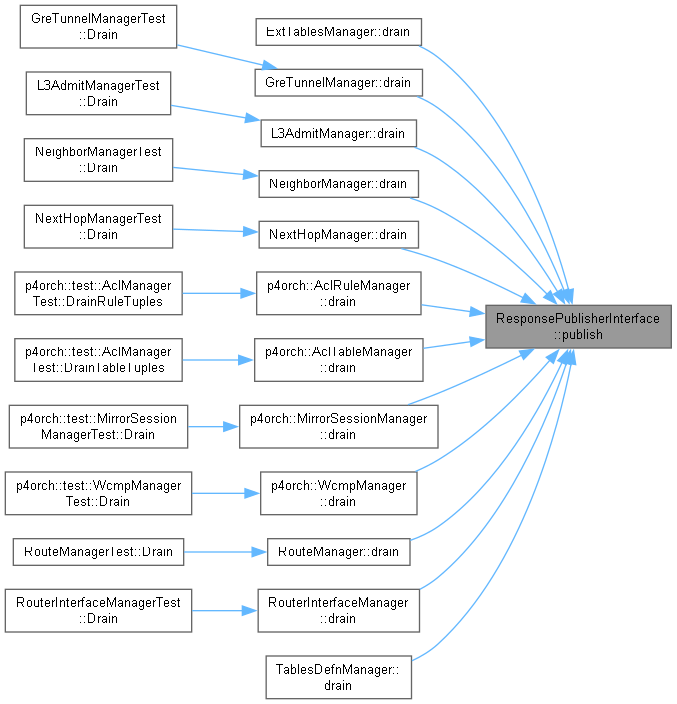 GreTunnelManagerTest
::Drain
ExtTablesManager::drain
GreTunnelManager::drain
L3AdmitManagerTest
::Drain
L3AdmitManager::drain
NeighborManagerTest
::Drain
NeighborManager::drain
NextHopManagerTest
::Drain
NextHopManager::drain
p4orch::test::AclManager
Test::DrainRuleTuples
p4orch::AclRuleManager
::drain
ResponsePublisherInterface
::publish
p4orch::test::AclManager
Test::DrainTableTuples
p4orch::AclTableManager
::drain
p4orch::test::MirrorSession
ManagerTest::Drain
p4orch::MirrorSessionManager
::drain
p4orch::test::WcmpManager
Test::Drain
p4orch::WcmpManager
::drain
RouteManagerTest::Drain
RouteManager::drain
RouterInterfaceManagerTest
::Drain
RouterInterfaceManager
::drain
TablesDefnManager::
drain